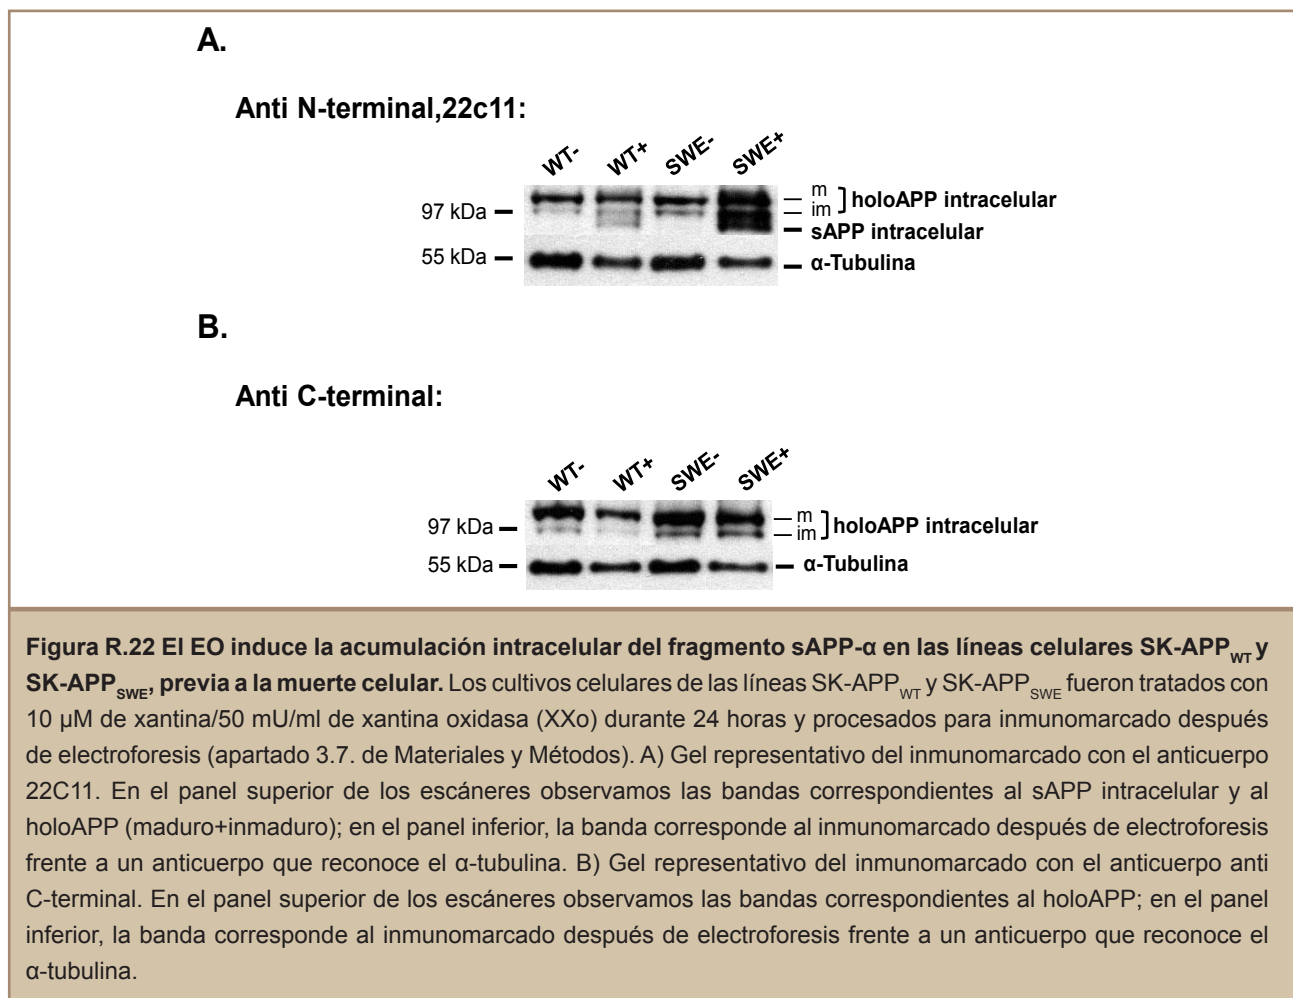 A.
Anti N-terminal,22c11:
WT- WT+ SWE- SWE+
97 kDa
m
im
holoAPP intracelular
sAPP intracelular
55 kDa
α-Tubulina
B.
Anti C-terminal:
WT- WT+ SWE- SWE+
97 kDa
m
im
holoAPP intracelular
55 kDa
α-Tubulina
Figura R.22 El EO induce la acumulación intracelular del fragmento sAPP-α en las líneas celulares SK-APPWT y
SK-APPSWE, previa a la muerte celular. Los cultivos celulares de las líneas SK-APPWT y SK-APPSWE fueron tratados con
10 µM de xantina/50 mU/ml de xantina oxidasa (XXo) durante 24 horas y procesados para inmunomarcado después
de electroforesis (apartado 3.7. de Materiales y Métodos). A) Gel representativo del inmunomarcado con el anticuerpo
22C11. En el panel superior de los escáneres observamos las bandas correspondientes al sAPP intracelular y al
holoAPP (maduro+inmaduro); en el panel inferior, la banda corresponde al inmunomarcado después de electroforesis
frente a un anticuerpo que reconoce el α-tubulina. B) Gel representativo del inmunomarcado con el anticuerpo anti
C-terminal. En el panel superior de los escáneres observamos las bandas correspondientes al holoAPP; en el panel
inferior, la banda corresponde al inmunomarcado después de electroforesis frente a un anticuerpo que reconoce el
α-tubulina.